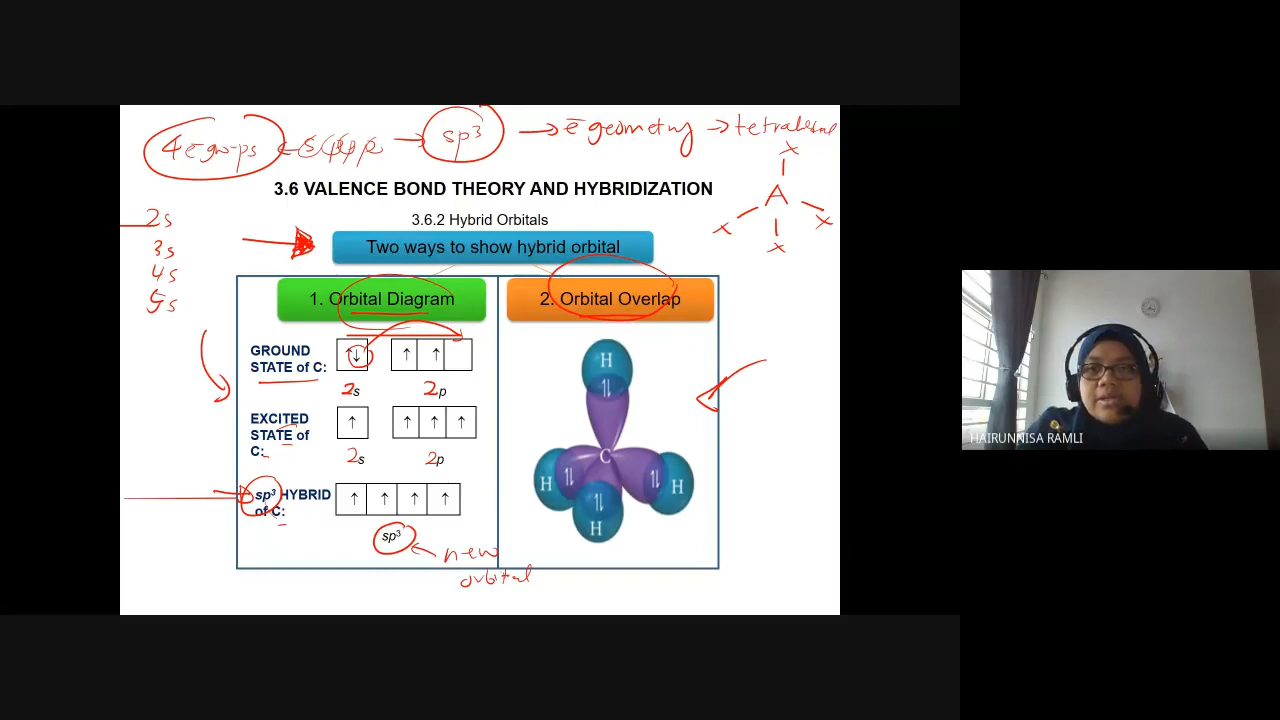 4 e groups ← → sp³ → e geometry → tetrahedral
3.6 VALENCE BOND THEORY AND HYBRIDIZATION
3.6.2 Hybrid Orbitals
Two ways to show hybrid orbital
2s
3s
4s
5s
X
A
X X
X
1. Orbital Diagram
GROUND
STATE of C:
↑↓ ↑ ↑
2s 2p
EXCITED
STATE of
C:
↑ ↑ ↑ ↑
2s 2p
sp³ HYBRID
of C:
↑ ↑ ↑ ↑
sp³
new
orbital
2. Orbital Overlap
H
C
H H
H
HAIRUNNISA RAMLI